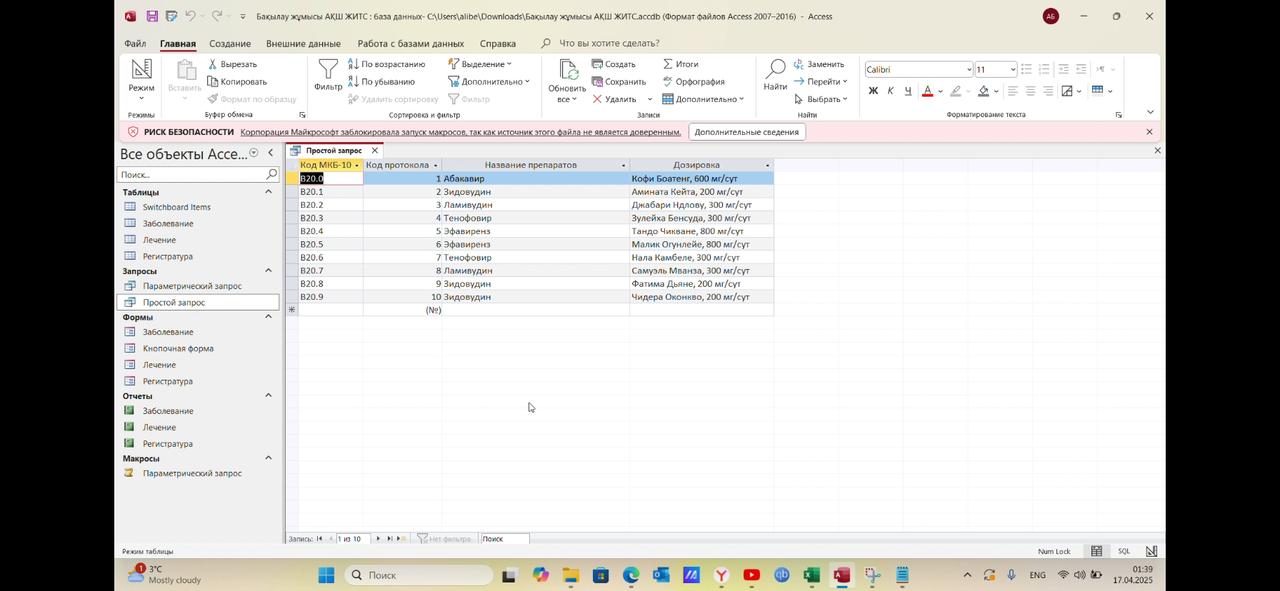 Бақылау жұмысы АҚШ ЖИТС : база данных- C:\Users\alibe\Downloads\Бақылау жұмысы АҚШ ЖИТС.accdb (Формат файлов Access 2007–2016) - Access
АБ
Файл Главная Создание Внешние данные Работа с базами данных Справка Что вы хотите сделать?
Режим
Режимы
Вставить
Вырезать
Копировать
Формат по образцу
Буфер обмена
Фильтр
По возрастанию
По убыванию
Удалить сортировку
Выделение
Дополнительно
Фильтр
Сортировка и фильтр
Обновить
все
Создать
Сохранить
Удалить
Итоги
Орфография
Дополнительно
Записи
Найти
Заменить
Перейти
Выбрать
Найти
Calibri 11
Ж К Ч А
Форматирование текста
РИСК БЕЗОПАСНОСТИ Корпорация Майкрософт заблокировала запуск макросов, так как источник этого файла не является доверенным. Дополнительные сведения
Все объекты Acce...
Поиск...
Таблицы
Switchboard Items
Заболевание
Лечение
Регистратура
Запросы
Параметрический запрос
Простой запрос
Формы
Заболевание
Кнопочная форма
Лечение
Регистратура
Отчеты
Заболевание
Лечение
Регистратура
Макросы
Параметрический запрос
Простой запрос
Код МКБ-10 Код протокола Название препаратов Дозировка
B20.0 1 Абакавир Кофи Боатенг, 600 мг/сут
B20.1 2 Зидовудин Амината Кейта, 200 мг/сут
B20.2 3 Ламивудин Джабари Ндлову, 300 мг/сут
B20.3 4 Тенофовир Зулейха Бенсуда, 300 мг/сут
B20.4 5 Эфавиренз Тандо Чикване, 800 мг/сут
B20.5 6 Эфавиренз Малик Огунлейе, 800 мг/сут
B20.6 7 Тенофовир Нала Камбеле, 300 мг/сут
B20.7 8 Ламивудин Самуэль Мванза, 300 мг/сут
B20.8 9 Зидовудин Фатима Дьяне, 200 мг/сут
B20.9 10 Зидовудин Чидера Оконкво, 200 мг/сут
(№)
Запись: 1 из 10 Нет фильтра Поиск
Режим таблицы Num Lock SQL
1 3°C
Mostly cloudy
Поиск
ENG
01:39
17.04.2025